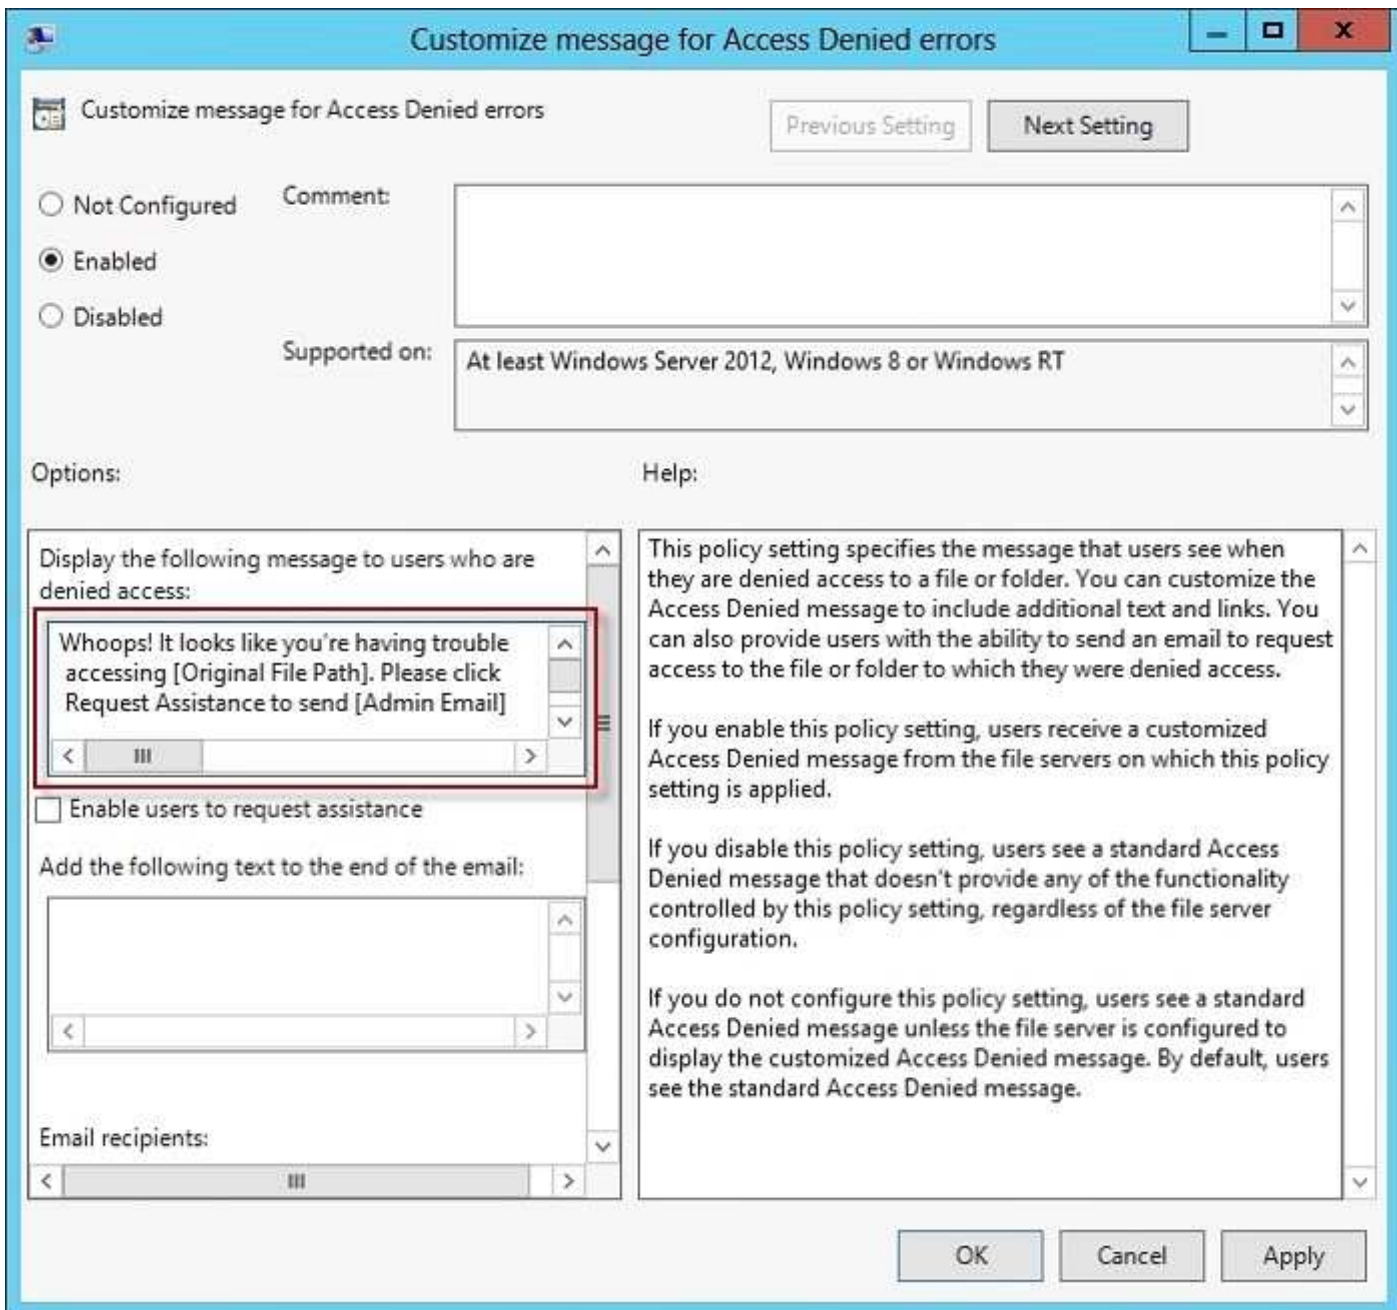 Customize message for Access Denied errors
X
Customize message for Access Denied errors
Previous Setting
Next Setting
Not Configured
Comment:
Enabled
Disabled
Supported on:
At least Windows Server 2012, Windows 8 or Windows RT
Options:
Help:
Display the following message to users who are
denied access:
Whoops! It looks like you're having trouble
accessing [Original File Path]. Please click
Request Assistance to send [Admin Email]
Enable users to request assistance
Add the following text to the end of the email:
Email recipients:
This policy setting specifies the message that users see when
they are denied access to a file or folder. You can customize the
Access Denied message to include additional text and links. You
can also provide users with the ability to send an email to request
access to the file or folder to which they were denied access.
If you enable this policy setting, users receive a customized
Access Denied message from the file servers on which this policy
setting is applied.
If you disable this policy setting, users see a standard Access
Denied message that doesn't provide any of the functionality
controlled by this policy setting, regardless of the file server
configuration.
If you do not configure this policy setting, users see a standard
Access Denied message unless the file server is configured to
display the customized Access Denied message. By default, users
see the standard Access Denied message.
OK
Cancel
Apply